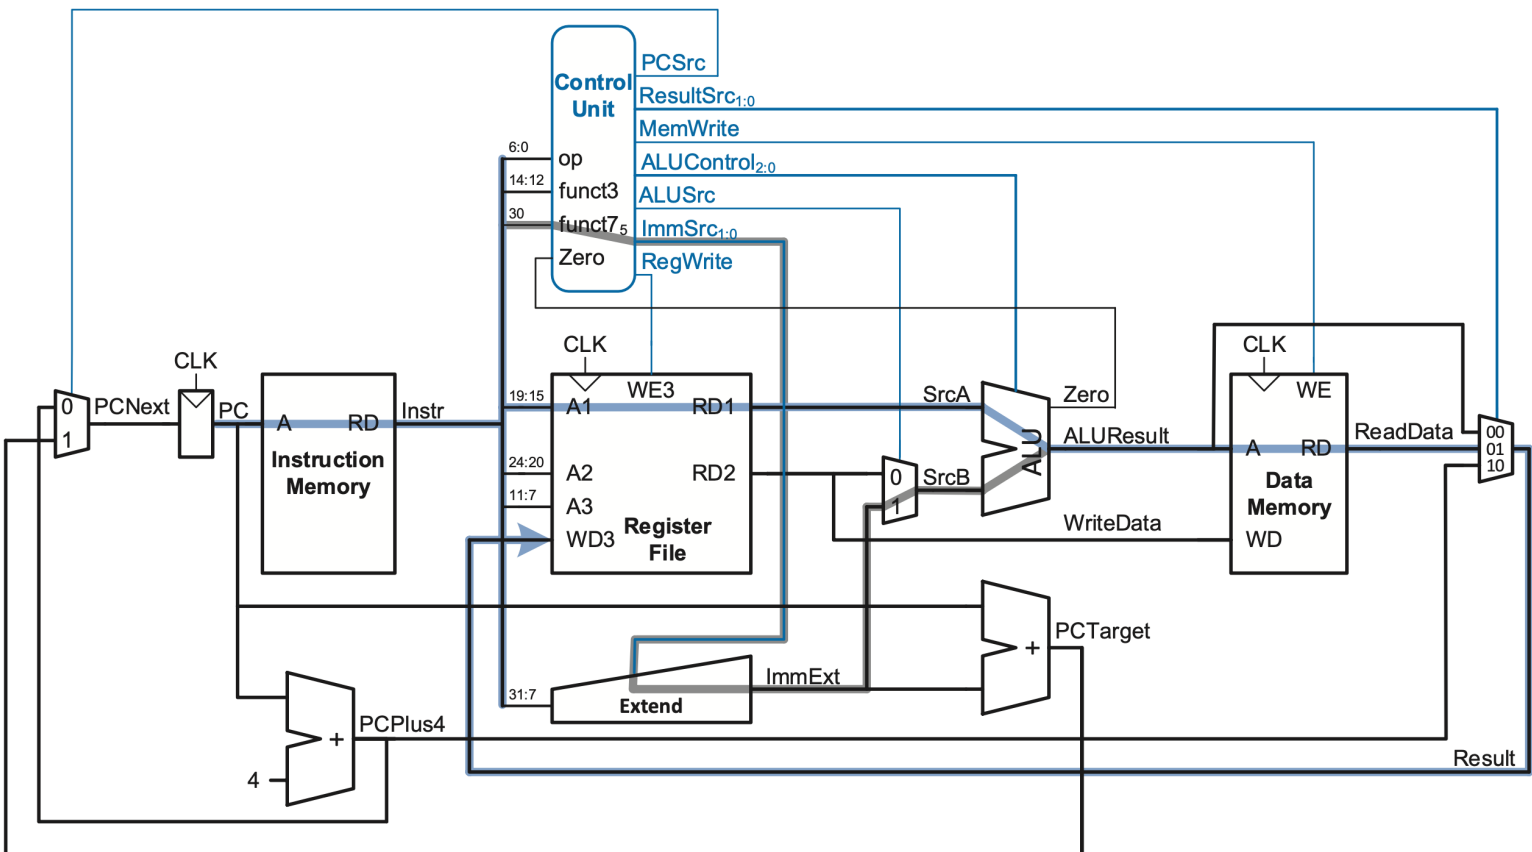 PCSrc
Control
Unit
ResultSrc1:0
MemWrite
6:0
op
ALUControl2:0
14:12
funct3
ALUSrc
30
funct75
ImmSrc1:0
Zero
RegWrite
CLK
CLK
CLK
0
1
PCNext
PC
A
RD
Instruction
Memory
Instr
19:15
A1
WE3
RD1
24:20
A2
RD2
11:7
A3
WD3
Register
File
SrcA
0
1
SrcB
ALU
Zero
ALUResult
WriteData
WE
A
RD
Data
Memory
WD
ReadData
00
01
10
+
PCTarget
31:7
Extend
ImmExt
+
PCPlus4
4
Result